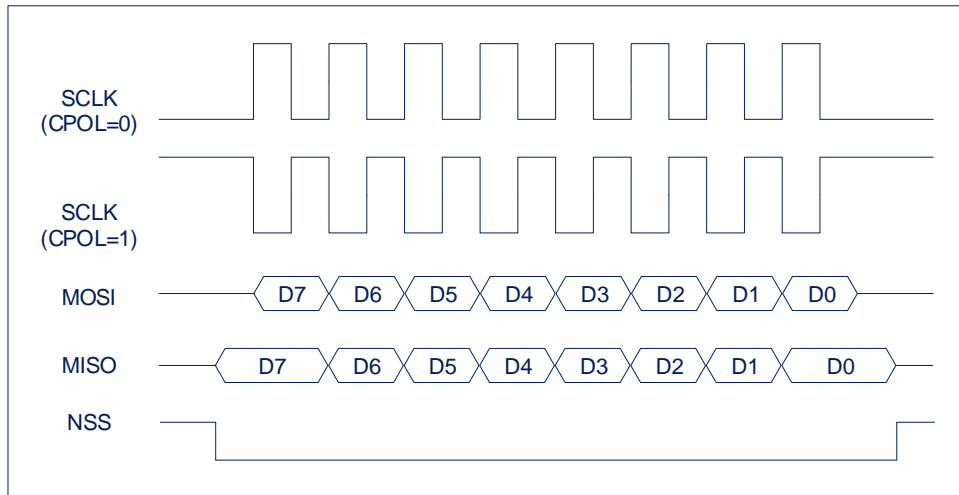 SCLK
(CPOL=0)
SCLK
(CPOL=1)
MOSI
D7 D6 D5 D4 D3 D2 D1 D0
MISO
D7 D6 D5 D4 D3 D2 D1 D0
NSS